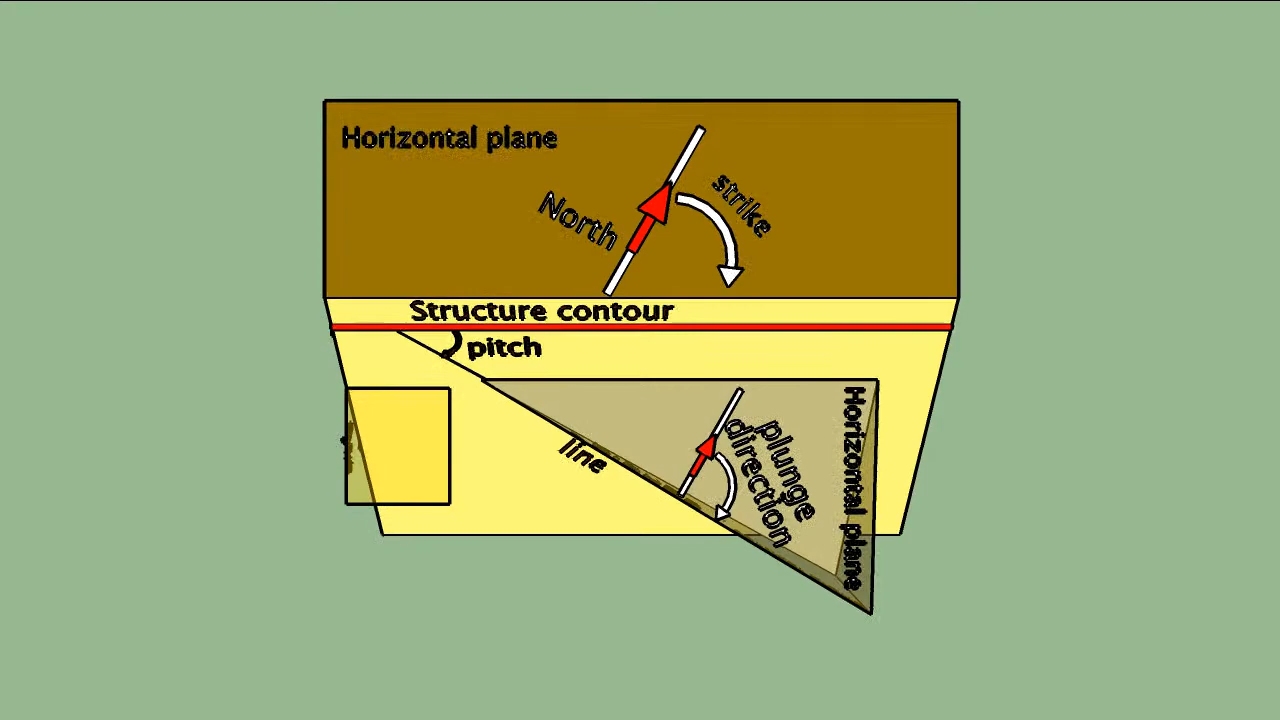 Horizontal plane
North
strike
Structure contour
pitch
line
plunge
direction
Horizontal plane